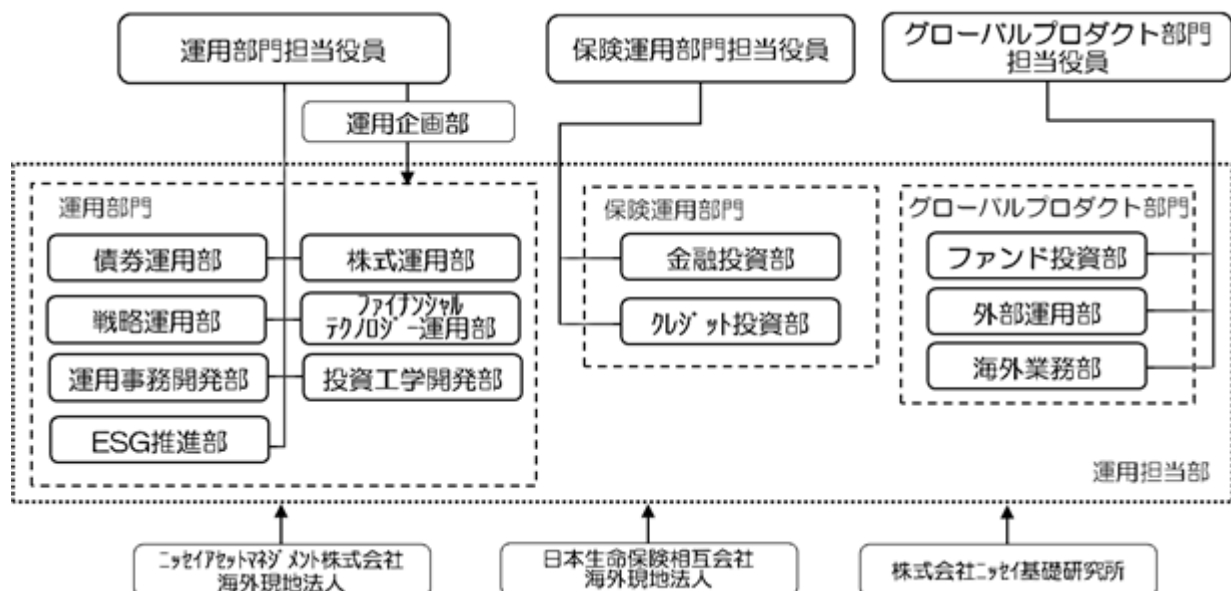 運用部門担当役員
保険運用部門担当役員
グローバルプロダクト部門
担当役員
運用企画部
運用部門
保険運用部門
グローバルプロダクト部門
債券運用部
株式運用部
金融投資部
ファンド投資部
戦略運用部
ファイナンシャル
テクノロジー運用部
クレジット投資部
外部運用部
運用事務開発部
投資工学開発部
海外業務部
ESG推進部
運用担当部
ニッセイアセットマネジメント株式会社
海外現地法人
日本生命保険相互会社
海外現地法人
株式会社ニッセイ基礎研究所